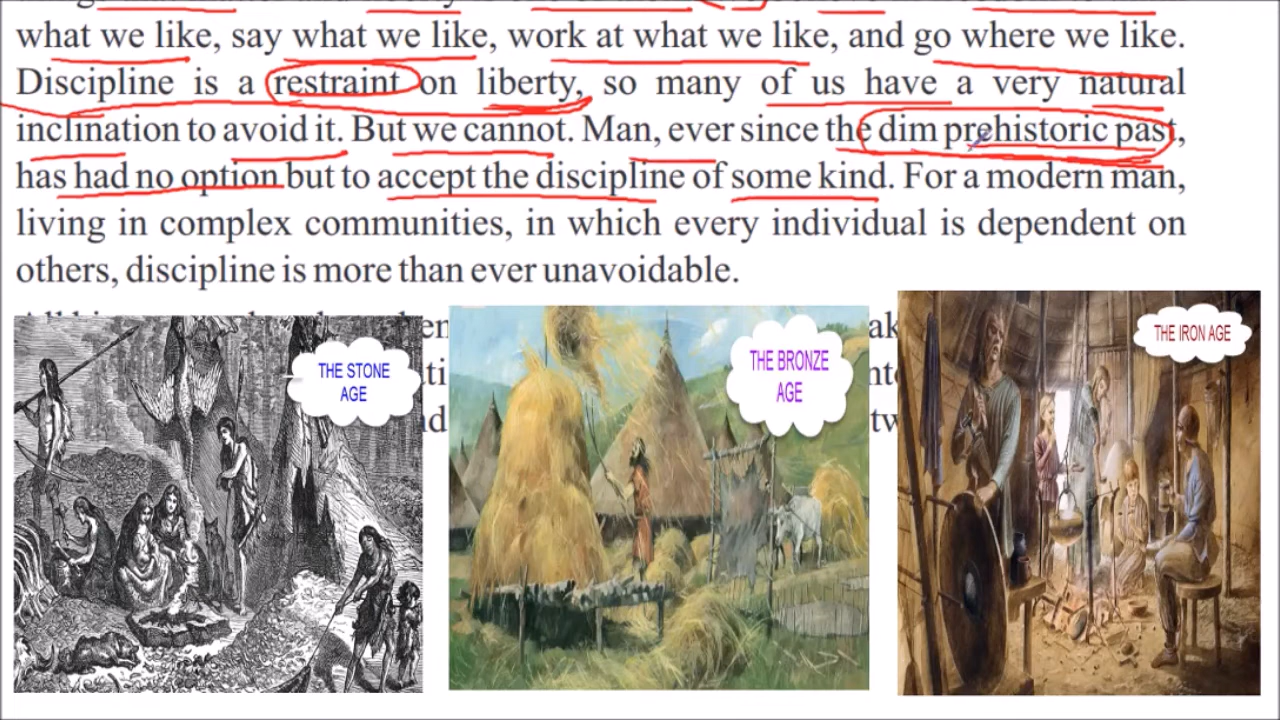 what we like, say what we like, work at what we like, and go where we like.
Discipline is a restraint on liberty, so many of us have a very natural
inclination to avoid it. But we cannot. Man, ever since the dim prehistoric past,
has had no option but to accept the discipline of some kind. For a modern man,
living in complex communities, in which every individual is dependent on
others, discipline is more than ever unavoidable.
THE STONE
AGE
THE BRONZE
AGE
THE IRON AGE